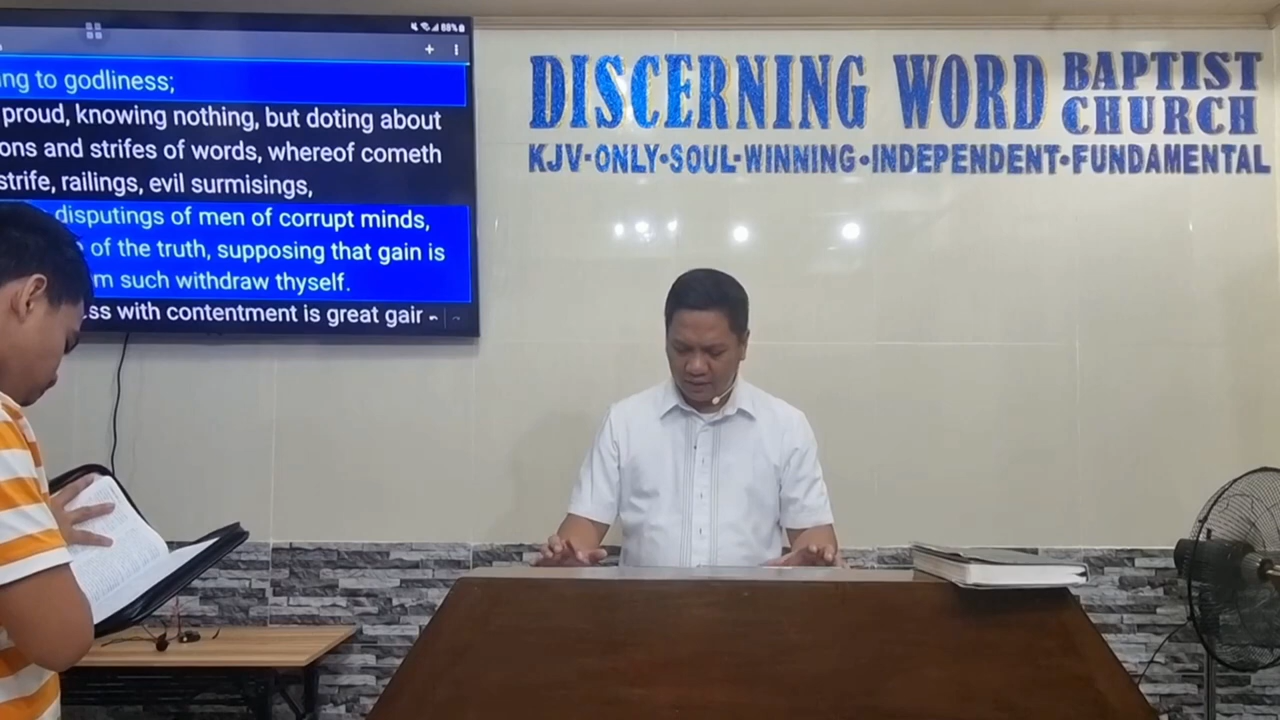 88%
ing to godliness;
proud, knowing nothing, but doting about
ons and strifes of words, whereof cometh
strife, railings, evil surmisings,
disputings of men of corrupt minds,
of the truth, supposing that gain is
m such withdraw thyself.
ss with contentment is great gain
DISCERNING WORD BAPTIST CHURCH
KJV-ONLY•SOUL-WINNING•INDEPENDENT•FUNDAMENTAL